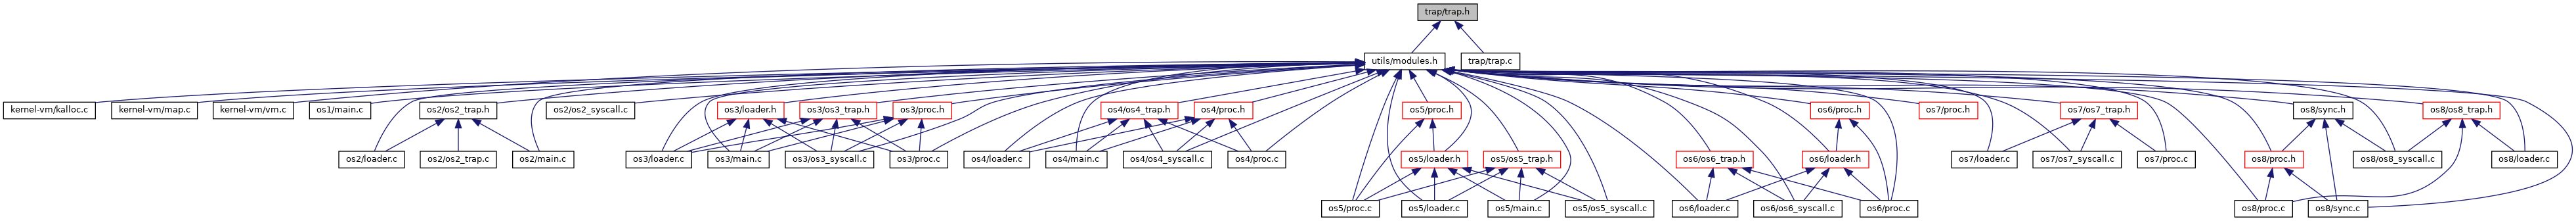 trap/trap.h
utils/modules.h
trap/trap.c
kernel-vm/kalloc.c
kernel-vm/map.c
kernel-vm/vm.c
os1/main.c
os2/os2_trap.h
os2/os2_syscall.c
os3/loader.h
os3/os3_trap.h
os3/proc.h
os4/os4_trap.h
os4/proc.h
os5/proc.h
os6/proc.h
os7/proc.h
os7/os7_trap.h
os8/sync.h
os8/os8_trap.h
os2/loader.c
os2/os2_trap.c
os2/main.c
os3/loader.c
os3/main.c
os3/os3_syscall.c
os3/proc.c
os4/loader.c
os4/main.c
os4/os4_syscall.c
os4/proc.c
os5/loader.h
os5/os5_trap.h
os6/os6_trap.h
os6/loader.h
os7/loader.c
os7/os7_syscall.c
os7/proc.c
os8/proc.h
os8/os8_syscall.c
os8/loader.c
os5/proc.c
os5/loader.c
os5/main.c
os5/os5_syscall.c
os6/loader.c
os6/os6_syscall.c
os6/proc.c
os8/proc.c
os8/sync.c